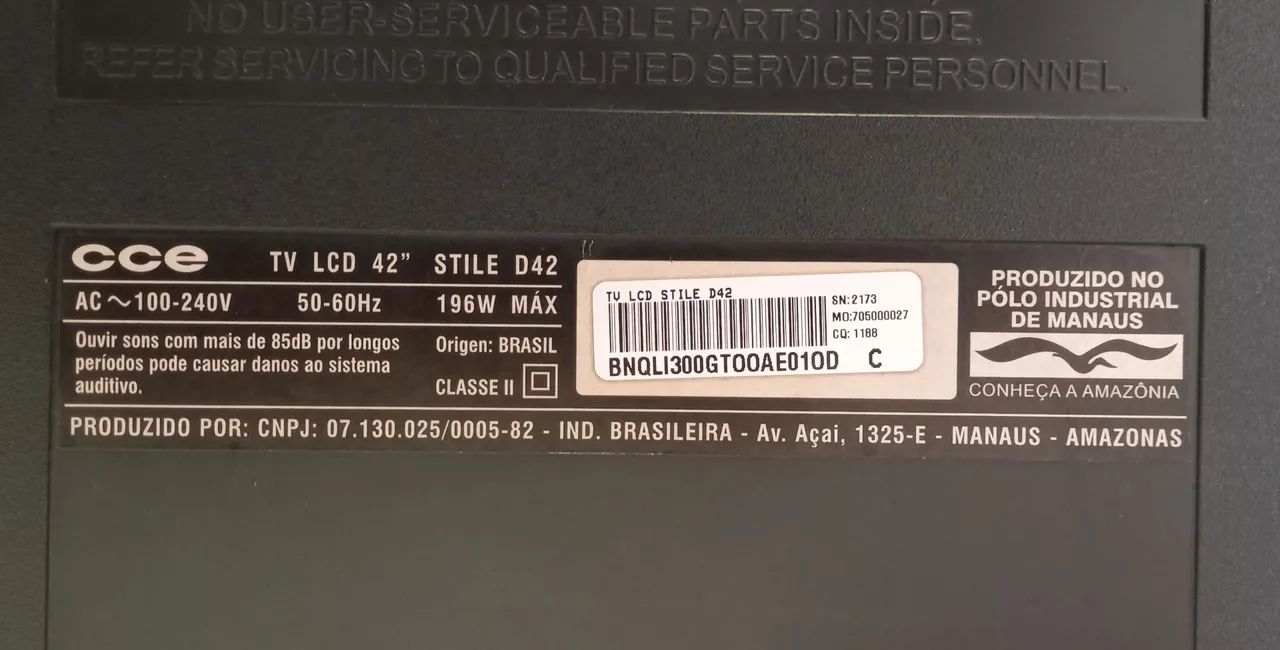 NO USER-SERVICEABLE PARTS INSIDE.
REFER SERVICING TO QUALIFIED SERVICE PERSONNEL.
cce TV LCD 42" STILE D42
AC ~100-240V 50-60Hz 196W MÁX
Ouvir sons com mais de 85dB por longos
períodos pode causar danos ao sistema
auditivo.
Origem: BRASIL
CLASSE II
TV LCD STILE D42
SN:2173
MO:705000027
CQ: 1188
BNQLI300GTOOAE010D C
PRODUZIDO NO
PÓLO INDUSTRIAL
DE MANAUS
CONHEÇA A AMAZÔNIA
PRODUZIDO POR: CNPJ: 07.130.025/0005-82 - IND. BRASILEIRA - Av. Açai, 1325-E - MANAUS - AMAZONAS